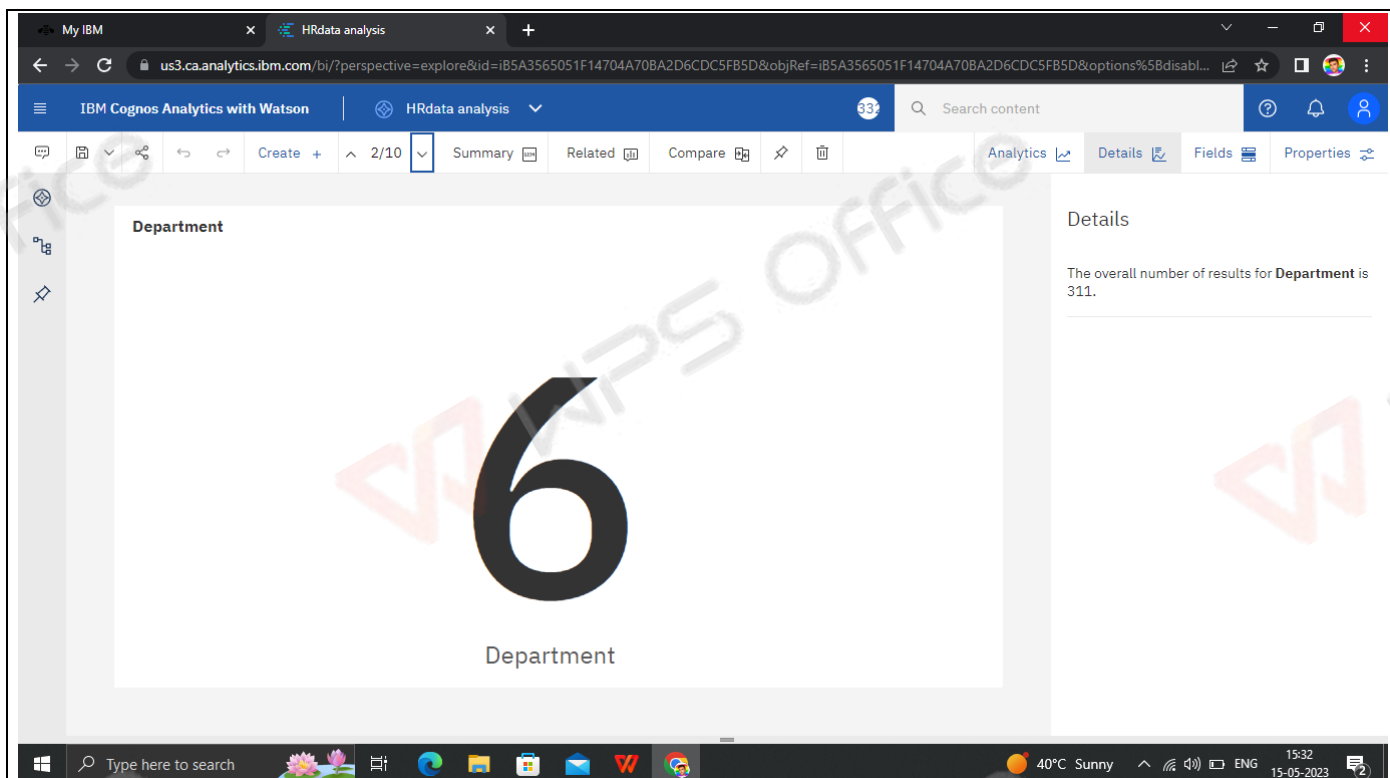 My IBM
HRdata analysis
us3.ca.analytics.ibm.com/bi/?perspective=explore&id=iB5A3565051F14704A70BA2D6CDC5FB5D&objRef=iB5A3565051F14704A70BA2D6CDC5FB5D&options%5Bdisabl...
IBM Cognos Analytics with Watson
HRdata analysis
Search content
Create +
2/10
Summary
Related
Compare
Analytics
Details
Fields
Properties
Department
6
Department
Details
The overall number of results for Department is
311.
WPS OFFICE
Type here to search
40°C Sunny
ENG
15:32
15-05-2023
2